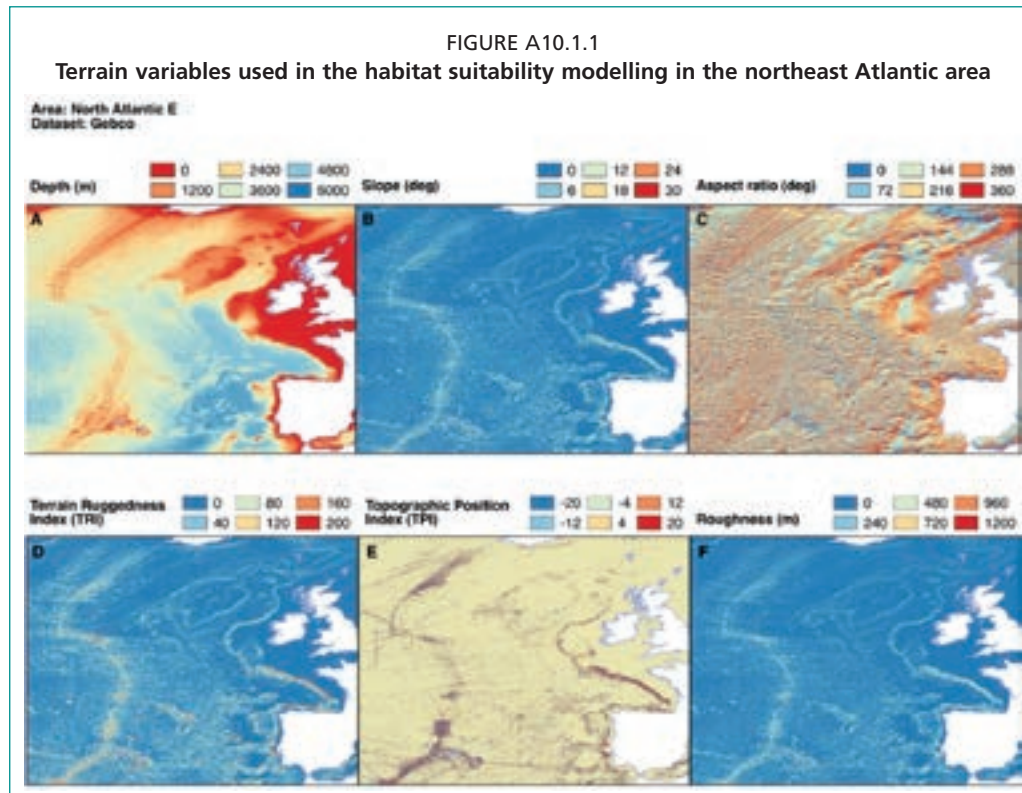 FIGURE A10.1.1
Terrain variables used in the habitat suitability modelling in the northeast Atlantic area
Area: North Atlantic E
Dataset: Gebco
Depth (m)
0 2400 4800
1200 3600 6000
Slope (deg)
0 12 24
6 18 30
Aspect ratio (deg)
0 144 288
72 216 360
A
B
C
Terrain Ruggedness
Index (TRI)
0 80 160
40 120 200
Topographic Position
Index (TPI)
-20 -4 12
-12 4 20
Roughness (m)
0 480 960
240 720 1200
D
E
F